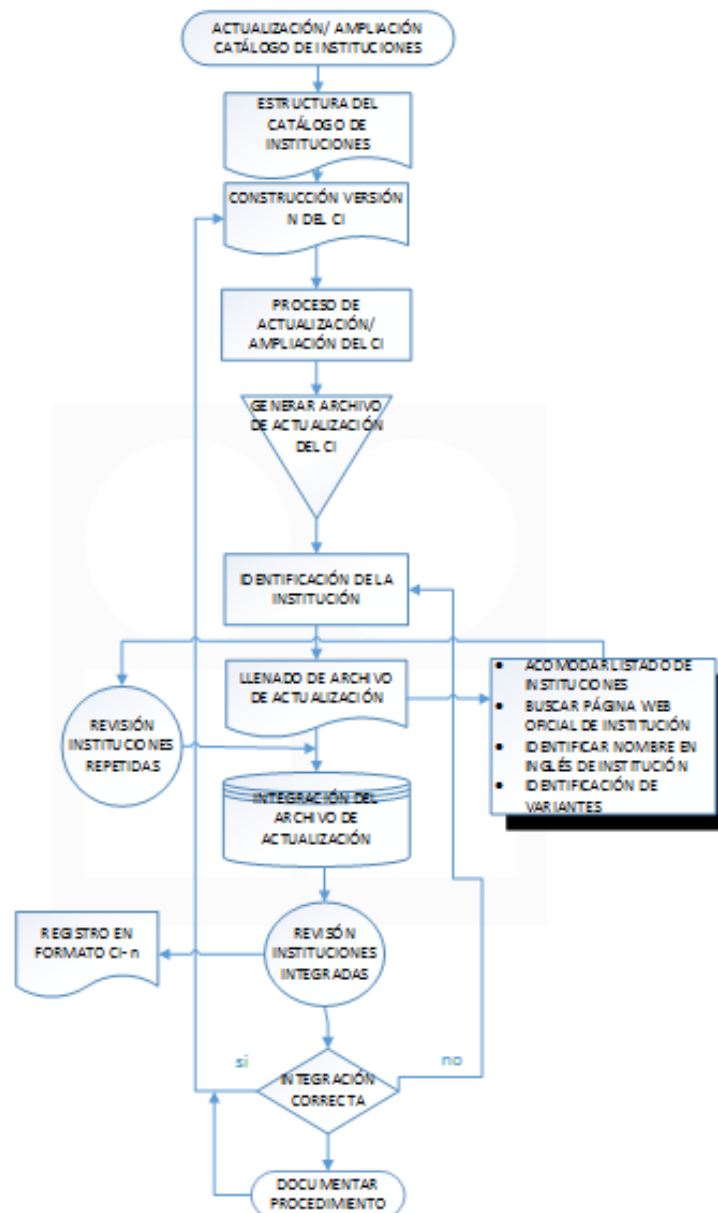 ACTUALIZACIÓN/ AMPLIACIÓN
CATÁLOGO DE INSTITUCIONES
ESTRUCTURA DEL
CATÁLOGO DE
INSTITUCIONES
CONSTRUCCIÓN VERSIÓN
N DEL CI
PROCESO DE
ACTUALIZACIÓN/
AMPLIACIÓN DEL CI
GENERAR ARCHIVO
DE ACTUALIZACIÓN
DEL CI
IDENTIFICACIÓN DE LA
INSTITUCIÓN
LLENADO DE ARCHIVO
DE ACTUALIZACIÓN
• ACOMODAR LISTADO DE
INSTITUCIONES
• BUSCAR PÁGINA WEB
OFICIAL DE INSTITUCIÓN
• IDENTIFICAR NOMBRE EN
INGLÉS DE INSTITUCIÓN
• IDENTIFICACIÓN DE
VARIANTES
REVISIÓN
INSTITUCIONES
REPETIDAS
INTEGRACIÓN DEL
ARCHIVO DE
ACTUALIZACIÓN
REVISÓN
INSTITUCIONES
INTEGRADAS
REGISTRO EN
FORMATO CI- n
si
no
INTEGRACIÓN
CORRECTA
DOCUMENTAR
PROCEDIMIENTO